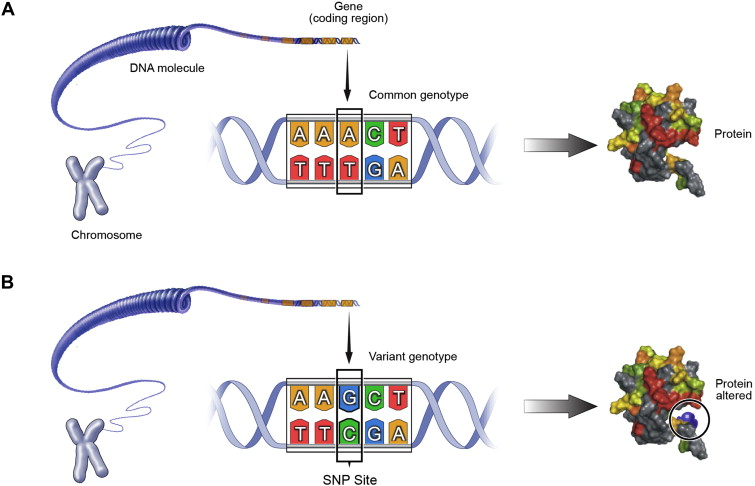 A
Gene
(coding region)
DNA molecule
Common genotype
A A A C T
T T T G A
Protein
Chromosome
B
Variant genotype
A A G C T
T T C G A
Protein
altered
SNP Site